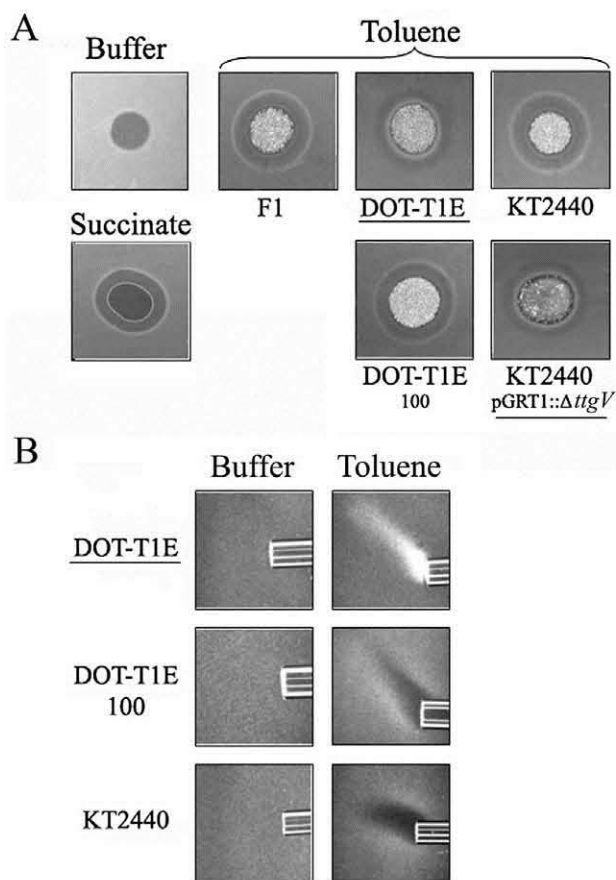 A
Buffer
Toluene
F1
DOT-T1E
KT2440
Succinate
DOT-T1E
100
KT2440
pGRT1::ΔttgV
B
Buffer
Toluene
DOT-T1E
DOT-T1E
100
KT2440